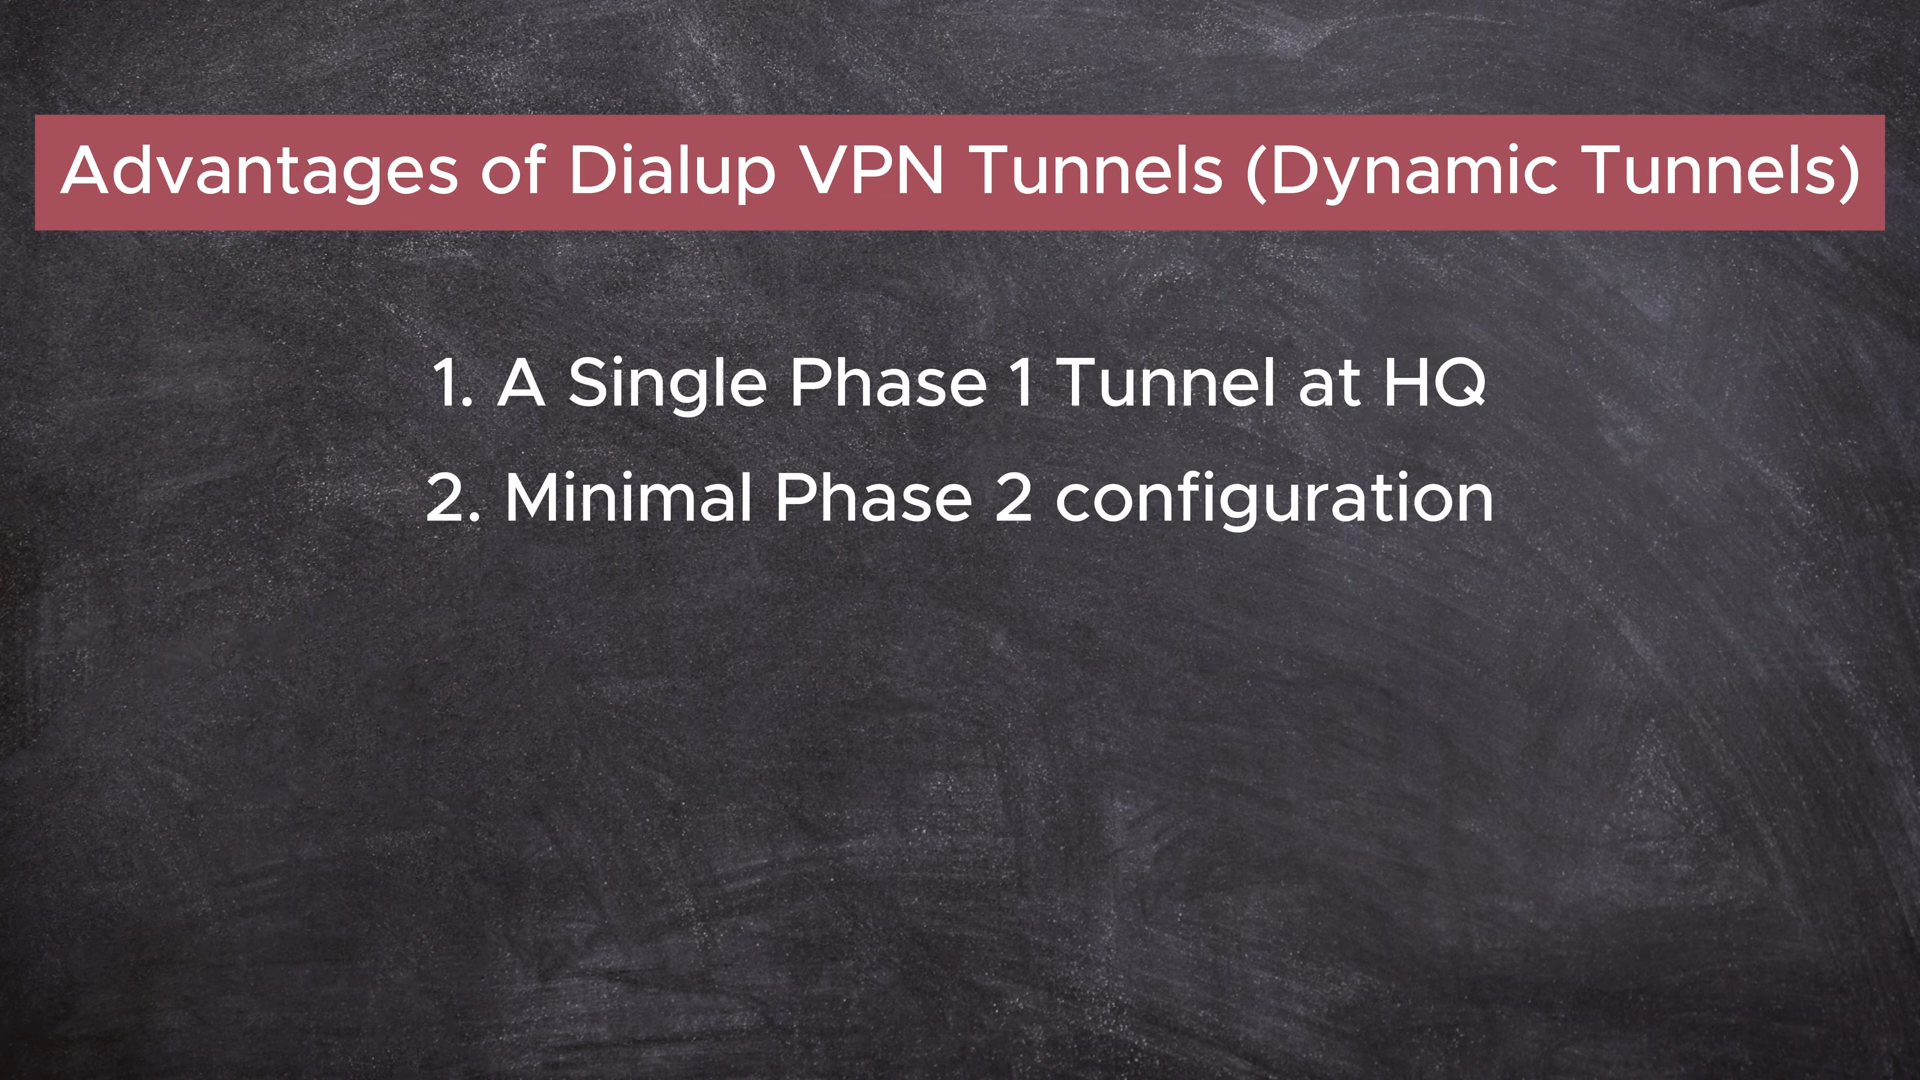 Advantages of Dialup VPN Tunnels (Dynamic Tunnels)
1. A Single Phase 1 Tunnel at HQ
2. Minimal Phase 2 configuration